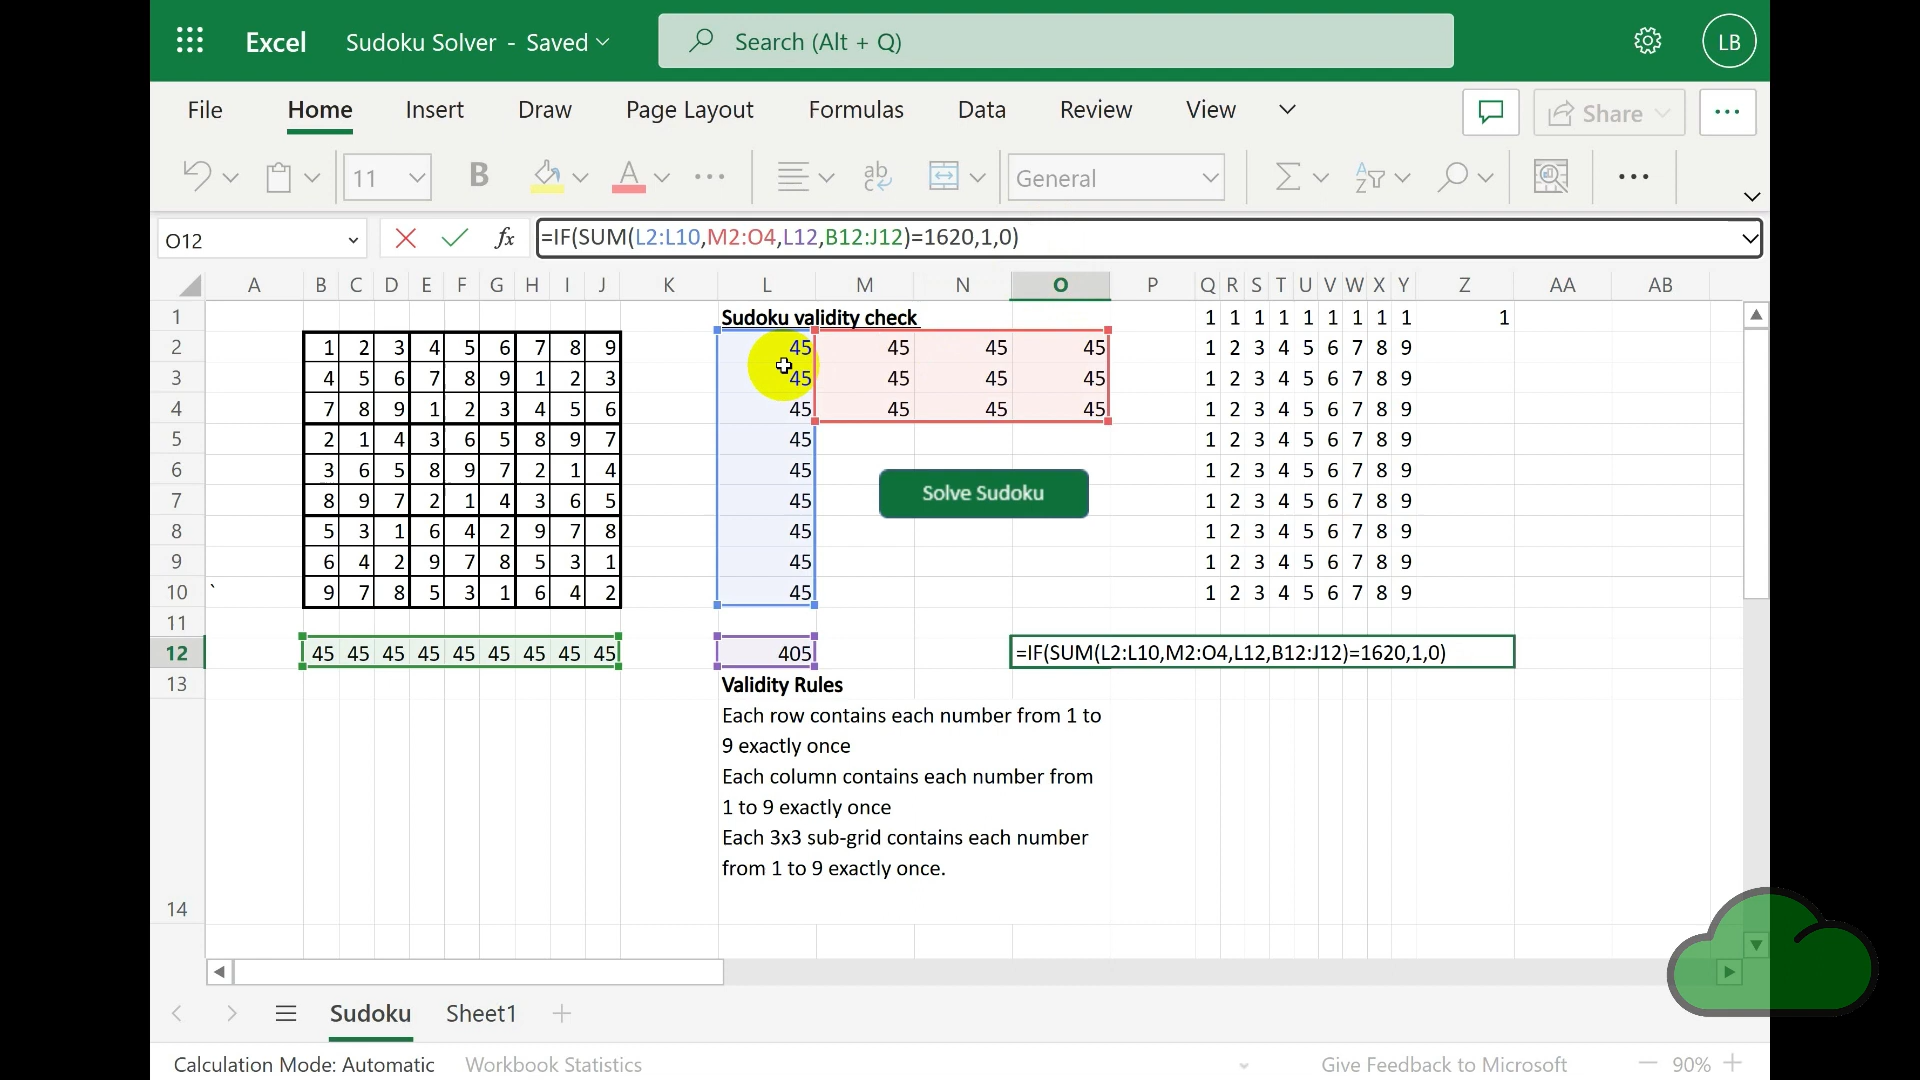 Excel Sudoku Solver - Saved Search (Alt + Q) LB
File Home Insert Draw Page Layout Formulas Data Review View Share
11 B A ab c General A Z
O12 fx =IF(SUM(L2:L10,M2:O4,L12,B12:J12)=1620,1,0)
A B C D E F G H I J K L M N O P Q R S T U V W X Y Z AA AB
1 Sudoku validity check 1 1 1 1 1 1 1 1 1 1
2 1 2 3 4 5 6 7 8 9 45 45 45 45 1 2 3 4 5 6 7 8 9
3 4 5 6 7 8 9 1 2 3 45 45 45 45 1 2 3 4 5 6 7 8 9
4 7 8 9 1 2 3 4 5 6 45 45 45 45 1 2 3 4 5 6 7 8 9
5 2 1 4 3 6 5 8 9 7 45 1 2 3 4 5 6 7 8 9
6 3 6 5 8 9 7 2 1 4 45 1 2 3 4 5 6 7 8 9
7 8 9 7 2 1 4 3 6 5 45 Solve Sudoku 1 2 3 4 5 6 7 8 9
8 5 3 1 6 4 2 9 7 8 45 1 2 3 4 5 6 7 8 9
9 6 4 2 9 7 8 5 3 1 45 1 2 3 4 5 6 7 8 9
10 ` 9 7 8 5 3 1 6 4 2 45 1 2 3 4 5 6 7 8 9
11
12 45 45 45 45 45 45 45 45 45 405 =IF(SUM(L2:L10,M2:O4,L12,B12:J12)=1620,1,0)
13 Validity Rules
Each row contains each number from 1 to
9 exactly once
Each column contains each number from
1 to 9 exactly once
Each 3x3 sub-grid contains each number
from 1 to 9 exactly once.
14
Sudoku Sheet1
Calculation Mode: Automatic Workbook Statistics Give Feedback to Microsoft 90%